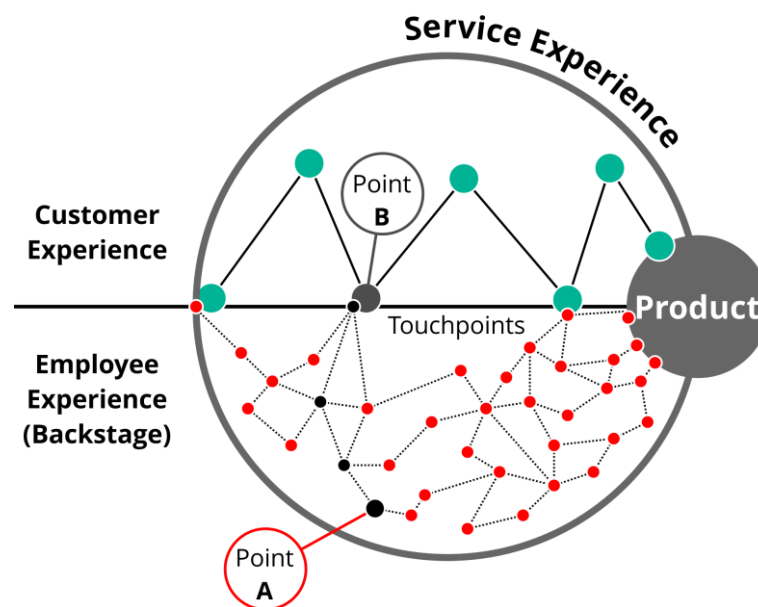 Service Experience
Point
B
Customer
Experience
Product
Touchpoints
Employee
Experience
(Backstage)
Point
A